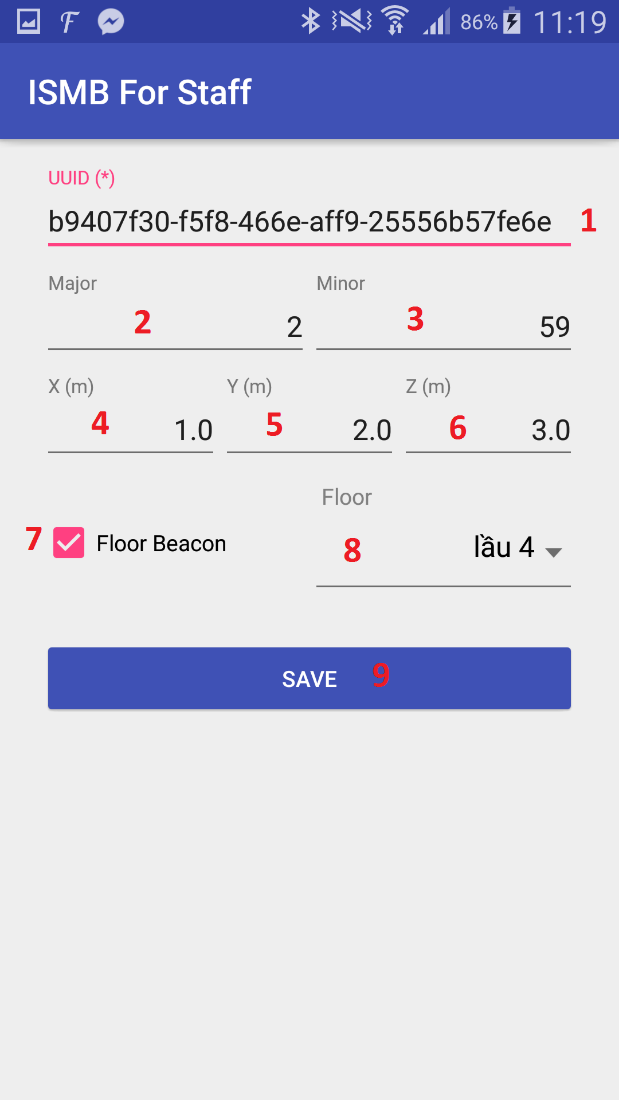 86% 11:19
ISMB For Staff
UUID (*)
b9407f30-f5f8-466e-aff9-25556b57fe6e 1
Major Minor
2 2 3 59
X (m) Y (m) Z (m)
4 1.0 5 2.0 6 3.0
Floor
7 Floor Beacon 8 lầu 4
SAVE 9